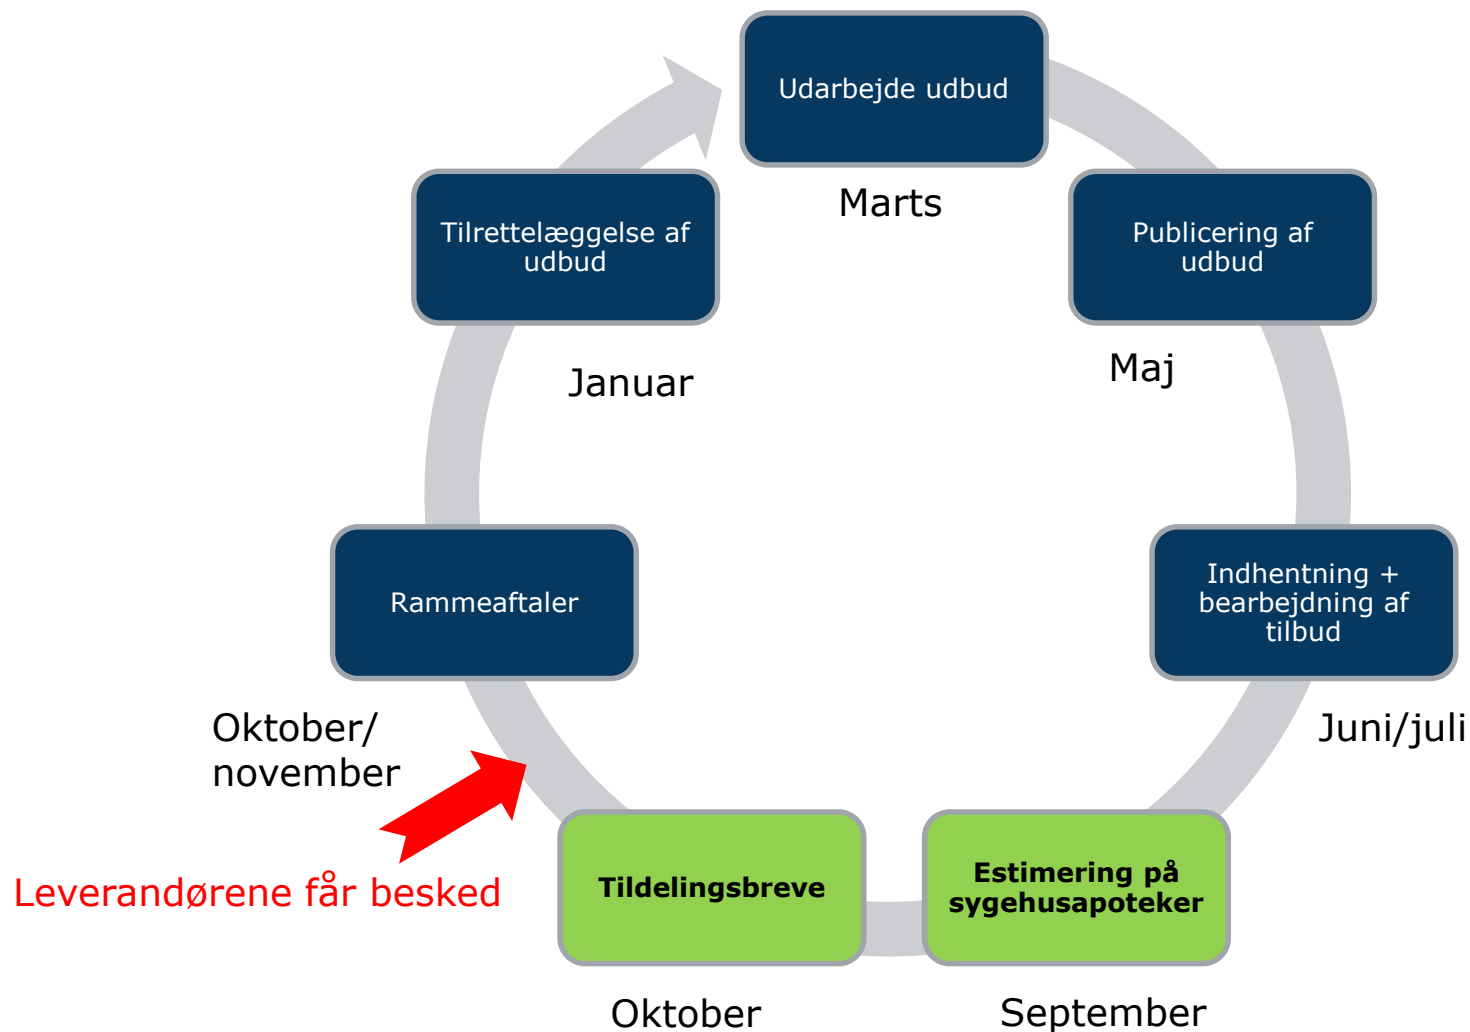 Udarbejde udbud
Marts
Publicering af
udbud
Maj
Indhentning +
bearbejdning af
tilbud
Juni/juli
Estimering på
sygehusapoteker
September
Tildelingsbreve
Oktober
Leverandørene får besked
Rammeaftaler
Oktober/
november
Tilrettelæggelse af
udbud
Januar